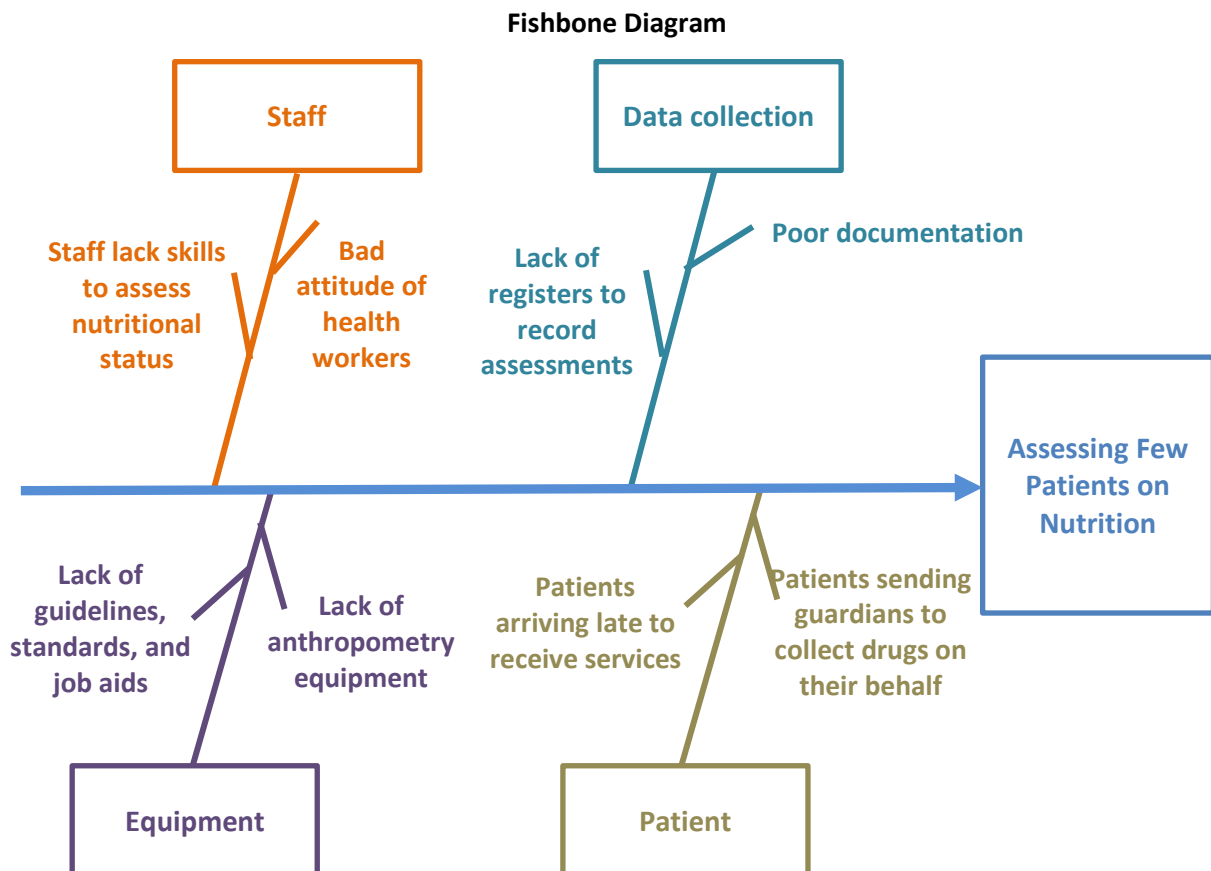 Fishbone Diagram
Staff
Data collection
Staff lack skills
to assess
nutritional
status
Bad
attitude of
health
workers
Lack of
registers to
record
assessments
Poor documentation
Assessing Few
Patients on
Nutrition
Lack of
guidelines,
standards, and
job aids
Lack of
anthropometry
equipment
Patients
arriving late to
receive services
Patients sending
guardians to
collect drugs on
their behalf
Equipment
Patient